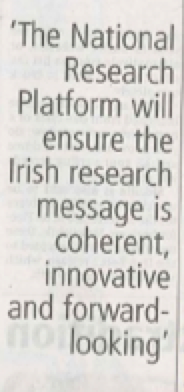 'The National
Research
Platform will
ensure the
Irish research
message is
coherent,
innovative
and forward-
looking'